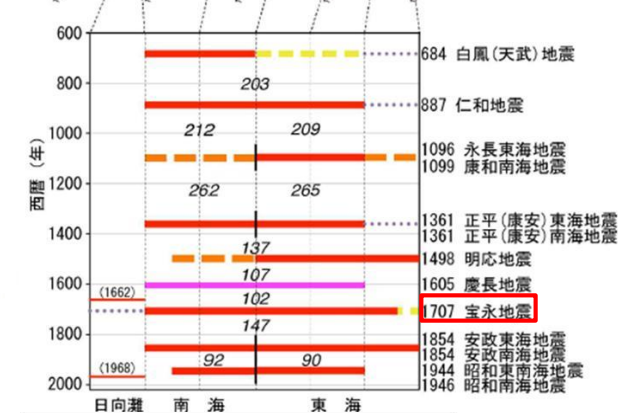 600
684 白鳳(天武)地震
800
203
887 仁和地震
1000
212 209
1096 永長東海地震
1099 康和南海地震
1200
262 265
西暦(年)
1361 正平(康安)東海地震
1361 正平(康安)南海地震
1400
137
1498 明応地震
107
1600
1605 慶長地震
(1662)
102
1707 宝永地震
147
1800
1854 安政東海地震
1854 安政南海地震
92 90
1944 昭和東南海地震
(1968)
1946 昭和南海地震
2000
日向灘 南 海 東 海